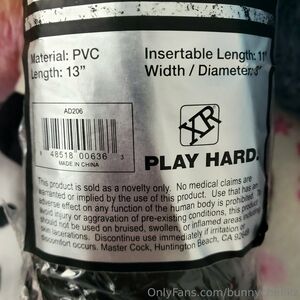 Material: PVC
Length: 13"
Insertable Length: 11"
Width / Diameter: 3"
AD206
8 48518 00636 3
MADE IN CHINA
XR
PLAY HARD.
This product is sold as a novelty only. No medical claims are
warranted or implied by the use of this product. Use that has an
adverse effect on any function of the human body is prohibited. To
avoid injury or aggravation of pre-existing conditions, this product
should not be used on bruised, swollen, or inflamed areas including
skin lacerations. Discontinue use immediately if irritation or
discomfort occurs. Master Cock, Huntington Beach, CA
OnlyFans.com/bunny